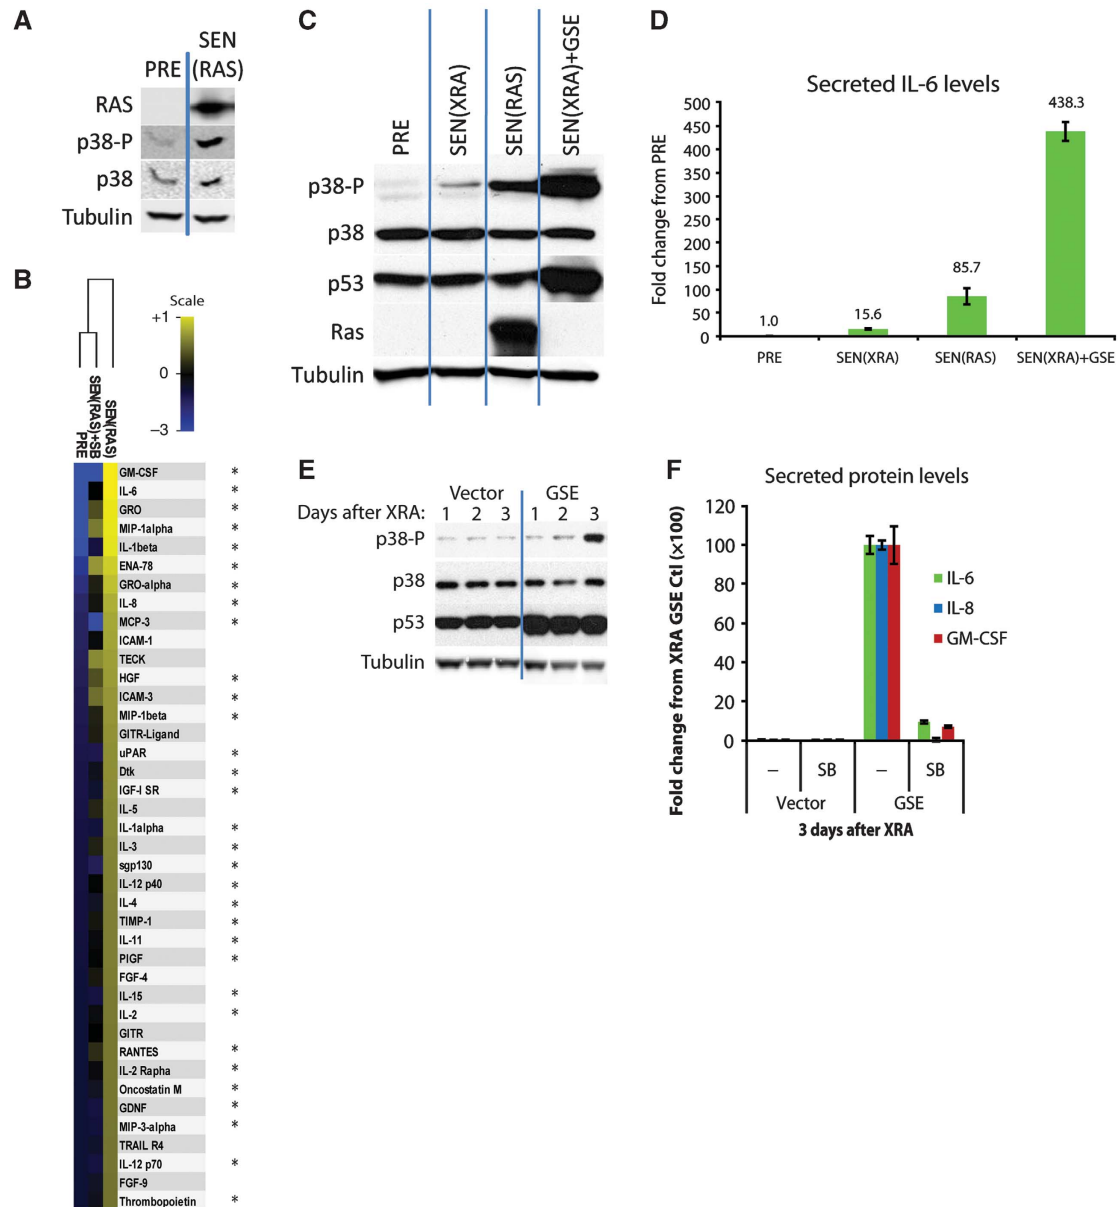 A
PRE
SEN
(RAS)
RAS
p38-P
p38
Tubulin
B
Scale
+1
0
−3
PRE
SEN(RAS)+SB
SEN(RAS)
GM-CSF *
IL-6 *
GRO *
MIP-1alpha *
IL-1beta *
ENA-78 *
GRO-alpha *
IL-8 *
MCP-3 *
ICAM-1
TECK
HGF *
ICAM-3 *
MIP-1beta *
GITR-Ligand
uPAR *
Dtk *
IGF-I SR *
IL-5
IL-1alpha *
IL-3 *
sgp130 *
IL-12 p40 *
IL-4 *
TIMP-1 *
IL-11 *
PIGF *
FGF-4
IL-15 *
IL-2 *
GITR
RANTES *
IL-2 Rapha *
Oncostatin M *
GDNF *
MIP-3-alpha *
TRAIL R4
IL-12 p70 *
FGF-9
Thrombopoietin *
C
PRE
SEN(XRA)
SEN(RAS)
SEN(XRA)+GSE
p38-P
p38
p53
Ras
Tubulin
D
Secreted IL-6 levels
Fold change from PRE
500
450
400
350
300
250
200
150
100
50
0
1.0
15.6
85.7
438.3
PRE
SEN(XRA)
SEN(RAS)
SEN(XRA)+GSE
E
Vector GSE
Days after XRA: 1 2 3 1 2 3
p38-P
p38
p53
Tubulin
F
Secreted protein levels
Fold change from XRA GSE Ctl (×100)
120
100
80
60
40
20
0
IL-6
IL-8
GM-CSF
– SB – SB
Vector GSE
3 days after XRA